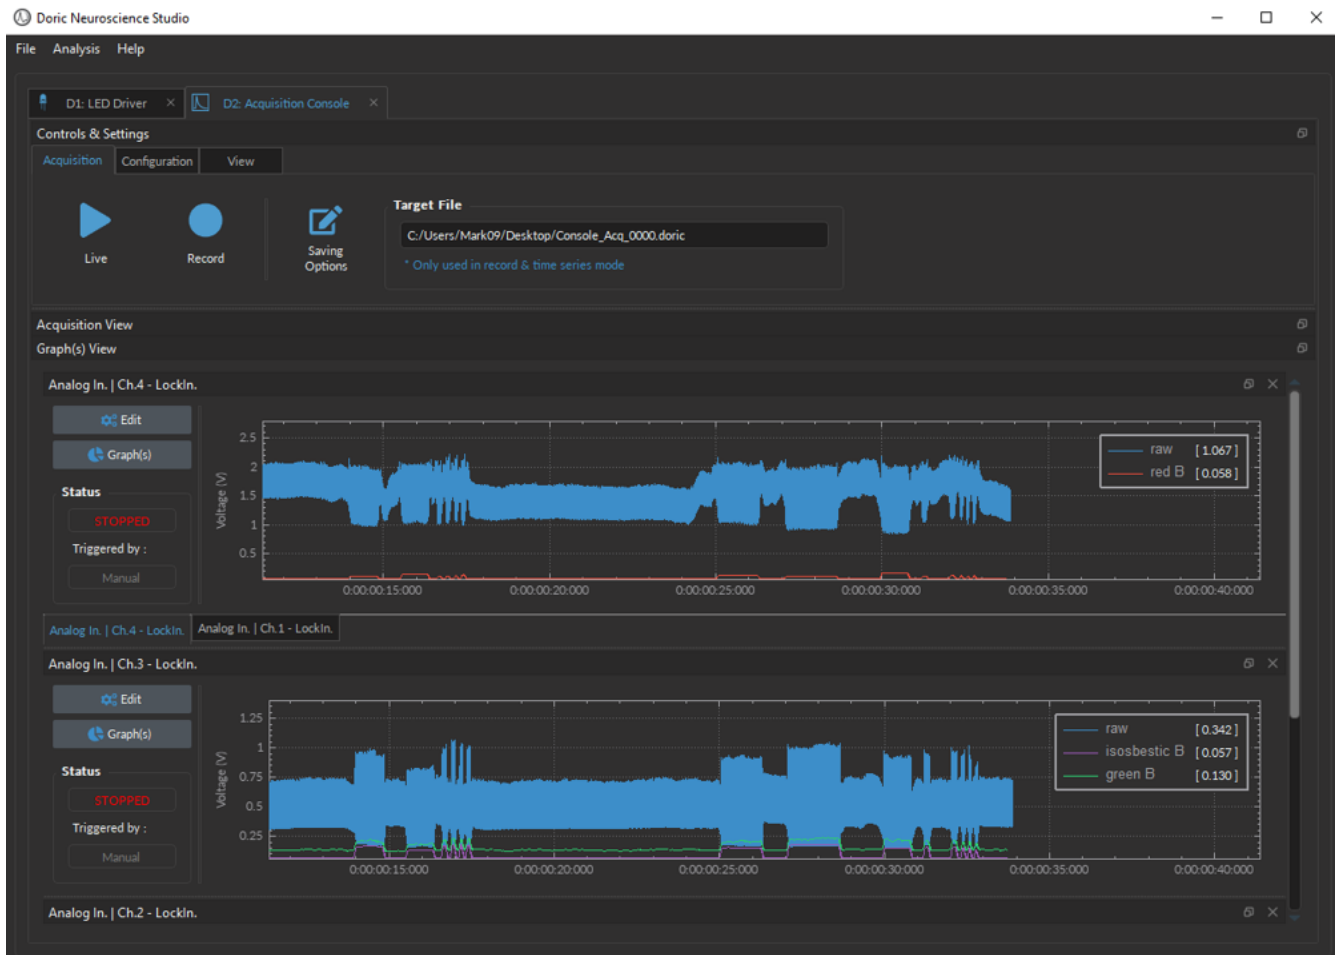 Doric Neuroscience Studio
File Analysis Help
D1: LED Driver
D2: Acquisition Console
Controls & Settings
Acquisition Configuration View
Live
Record
Saving
Options
Target File
C:/Users/Mark09/Desktop/Console_Acq_0000.doric
* Only used in record & time series mode
Acquisition View
Graph(s) View
Analog In. | Ch.4 - LockIn.
Edit
Graph(s)
Status
STOPPED
Triggered by :
Manual
Voltage (V)
2.5
2
1.5
1
0.5
raw [1.067]
red B [0.058]
0:00:00:15:000 0:00:00:20:000 0:00:00:25:000 0:00:00:30:000 0:00:00:35:000 0:00:00:40:000
Analog In. | Ch.4 - LockIn. Analog In. | Ch.1 - LockIn.
Analog In. | Ch.3 - LockIn.
Edit
Graph(s)
Status
STOPPED
Triggered by :
Manual
Voltage (V)
1.25
1
0.75
0.5
0.25
raw [0.342]
isosbestic B [0.057]
green B [0.130]
0:00:00:15:000 0:00:00:20:000 0:00:00:25:000 0:00:00:30:000 0:00:00:35:000 0:00:00:40:000
Analog In. | Ch.2 - LockIn.